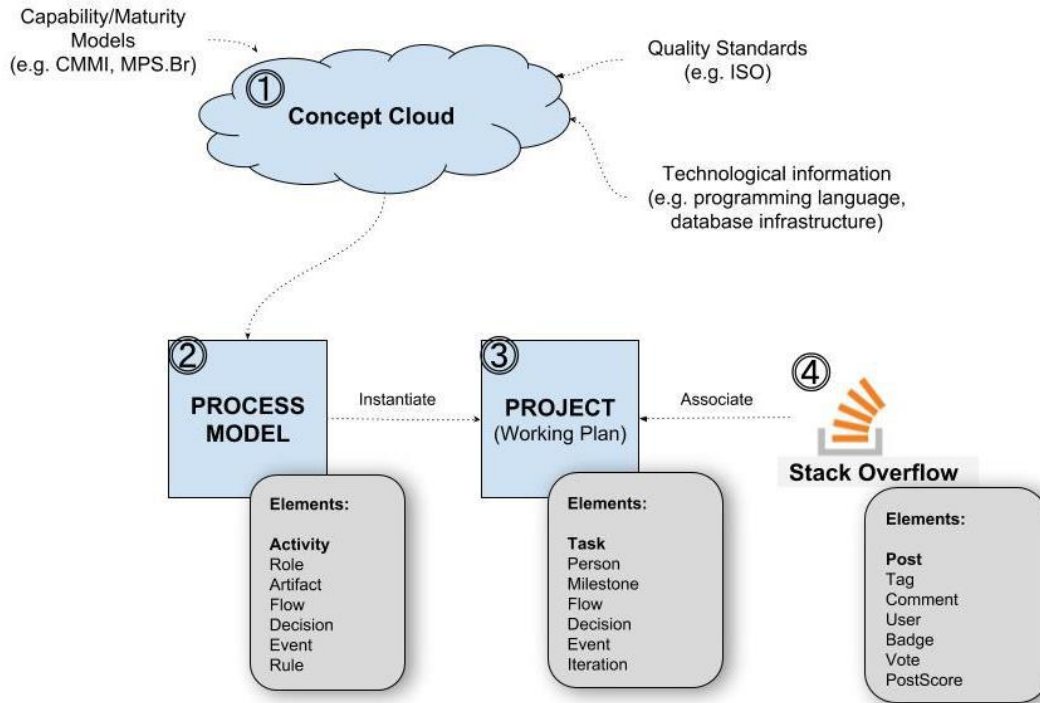 Capability/Maturity
Models
(e.g. CMMI, MPS.Br)
Quality Standards
(e.g. ISO)
1
Concept Cloud
Technological information
(e.g. programming language,
database infrastructure)
2
PROCESS
MODEL
Instantiate
3
PROJECT
(Working Plan)
Associate
4
Stack Overflow
Elements:
Activity
Role
Artifact
Flow
Decision
Event
Rule
Elements:
Task
Person
Milestone
Flow
Decision
Event
Iteration
Elements:
Post
Tag
Comment
User
Badge
Vote
PostScore